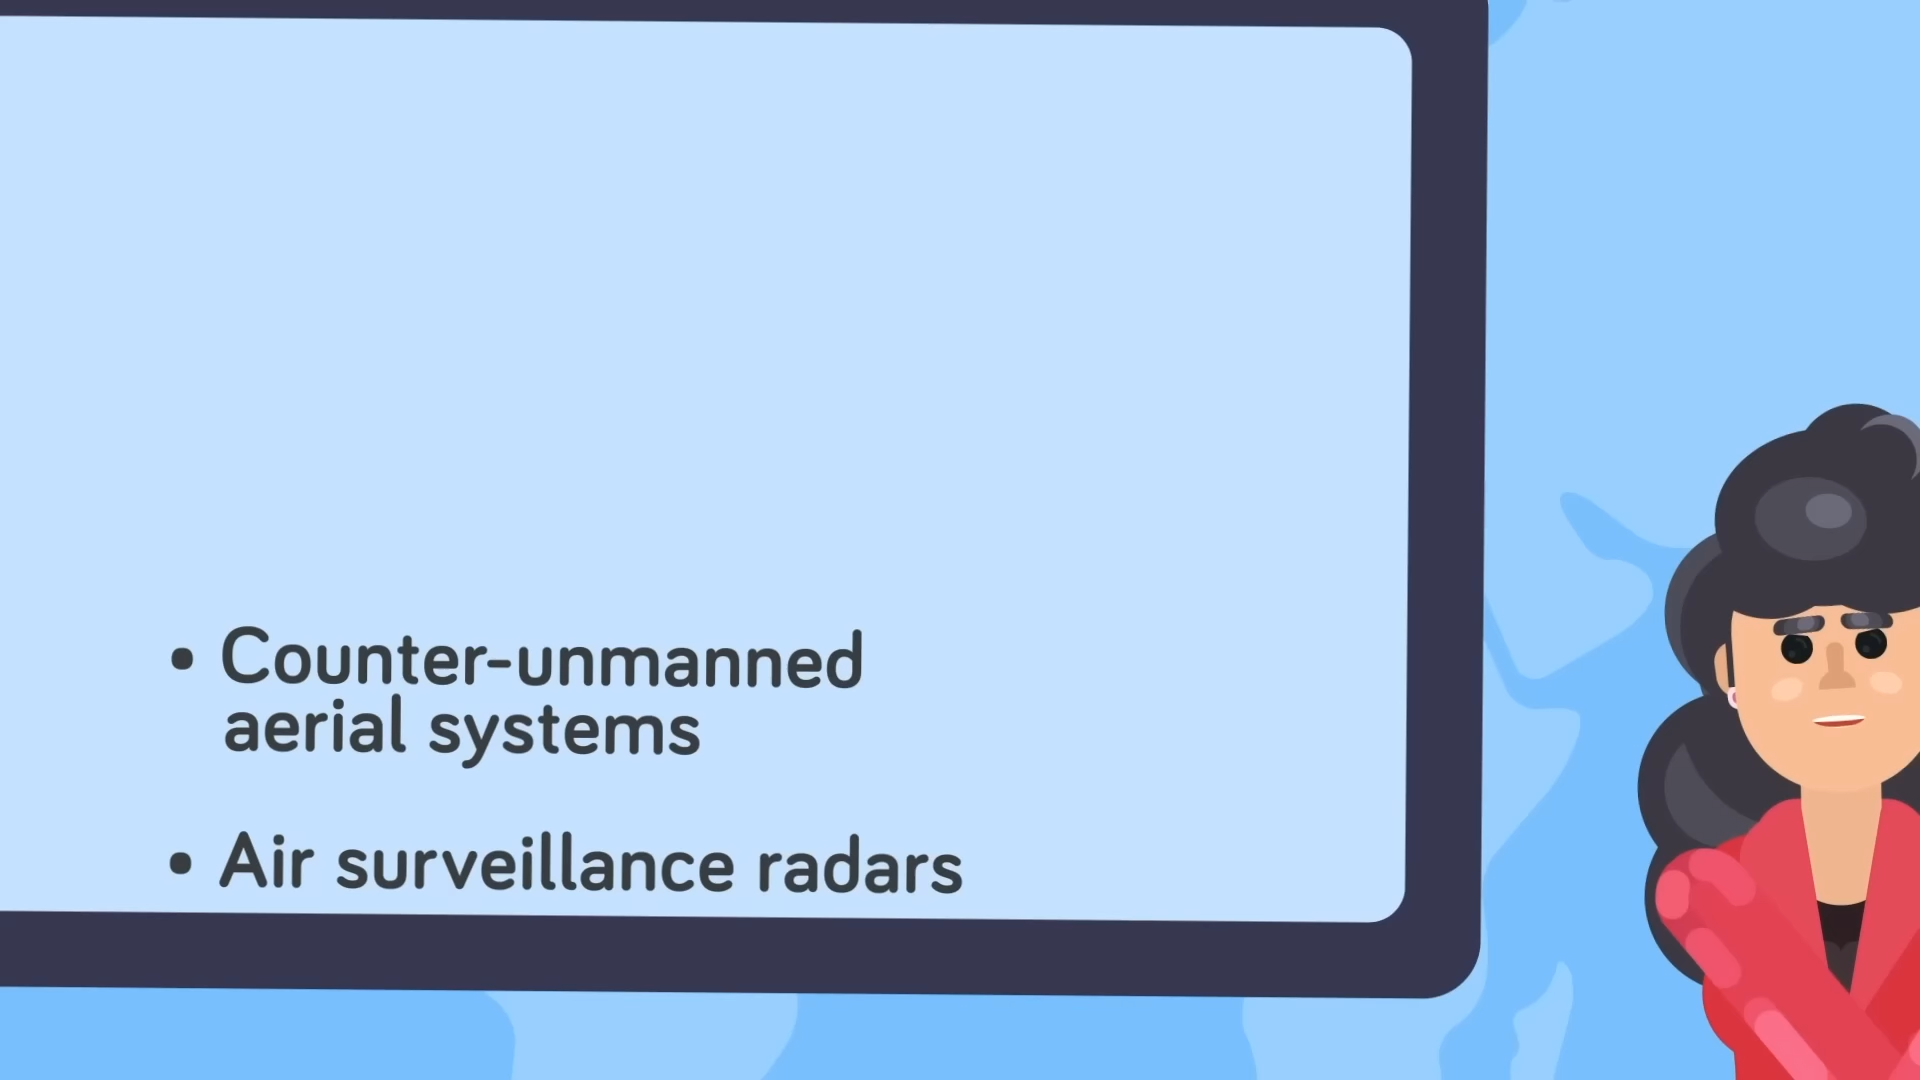 • Counter-unmanned
aerial systems
• Air surveillance radars